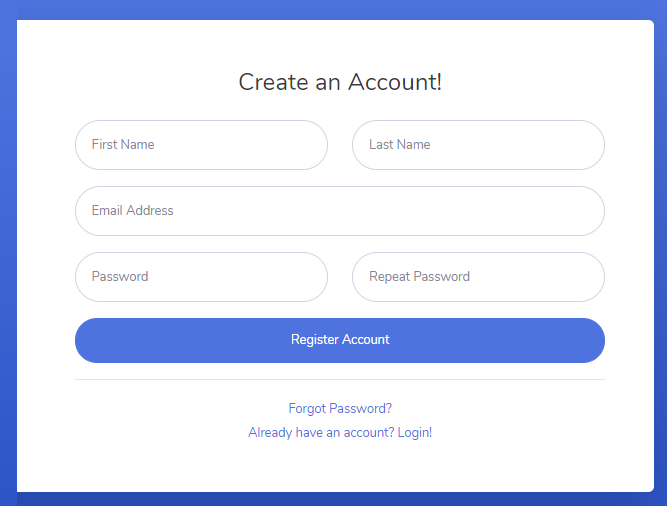 Create an Account!
First Name
Last Name
Email Address
Password
Repeat Password
Register Account
Forgot Password?
Already have an account? Login!